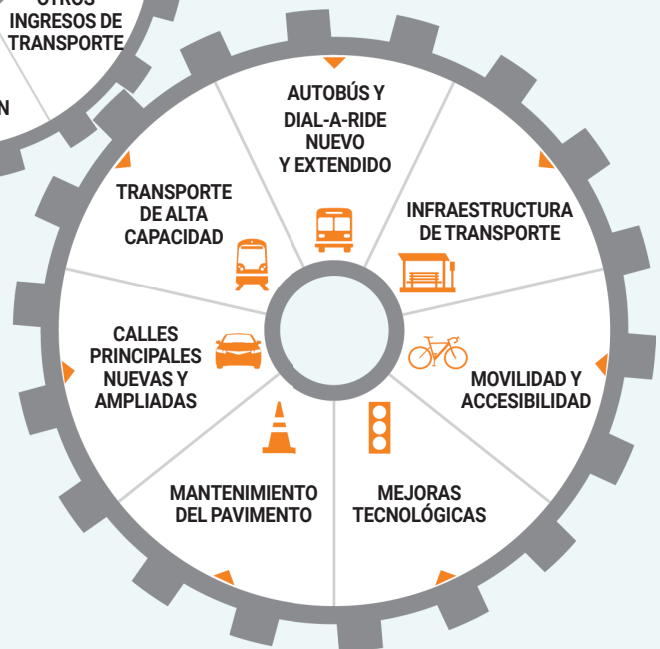 OTROS
INGRESOS DE
TRANSPORTE
N
AUTOBÚS Y
DIAL-A-RIDE
NUEVO
Y EXTENDIDO
INFRAESTRUCTURA
DE TRANSPORTE
MOVILIDAD Y
ACCESIBILIDAD
MEJORAS
TECNOLÓGICAS
MANTENIMIENTO
DEL PAVIMENTO
CALLES
PRINCIPALES
NUEVAS Y
AMPLIADAS
TRANSPORTE
DE ALTA
CAPACIDAD